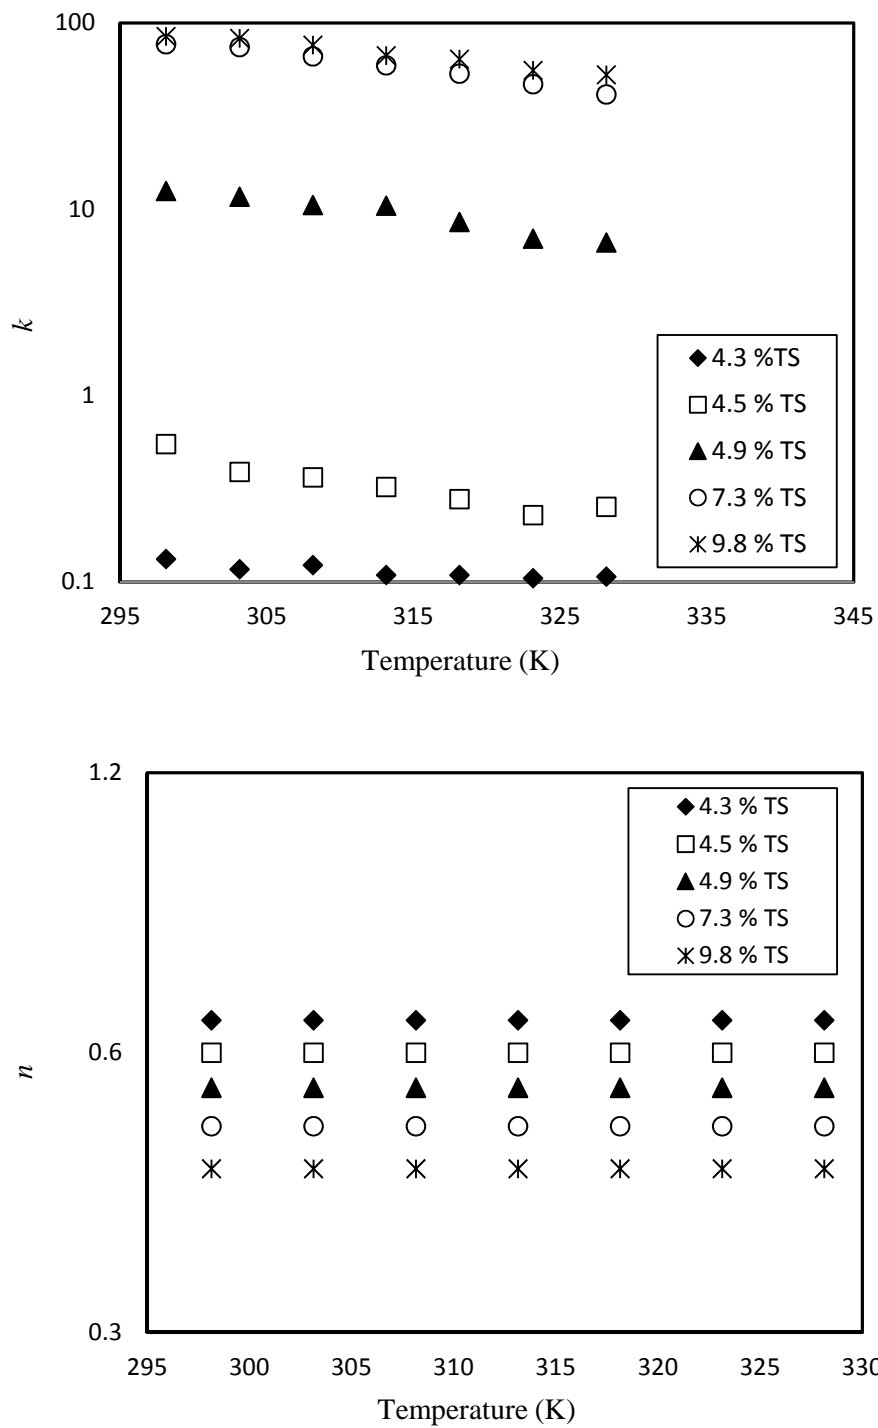 100
10
1
0.1
k
4.3 %TS
4.5 % TS
4.9 % TS
7.3 % TS
9.8 % TS
295 305 315 325 335 345
Temperature (K)
1.2
0.6
0.3
n
4.3 % TS
4.5 % TS
4.9 % TS
7.3 % TS
9.8 % TS
295 300 305 310 315 320 325 330
Temperature (K)